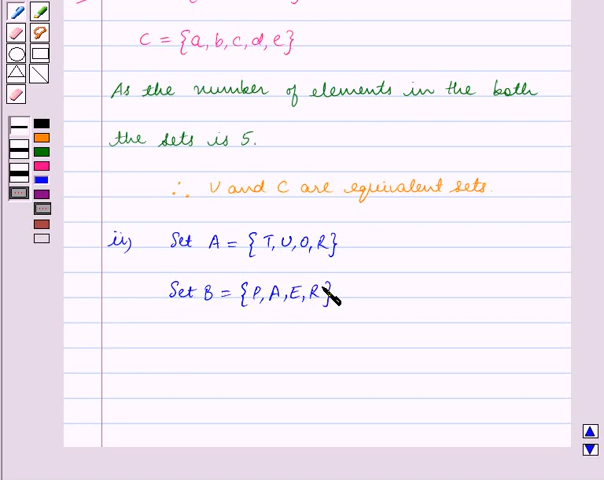 C = {a, b, c, d, e}
As the number of elements in the both
the sets is 5.
∴ V and C are equivalent sets.
ii) Set A = { T, U, O, R}
Set B = {P, A, E, R}